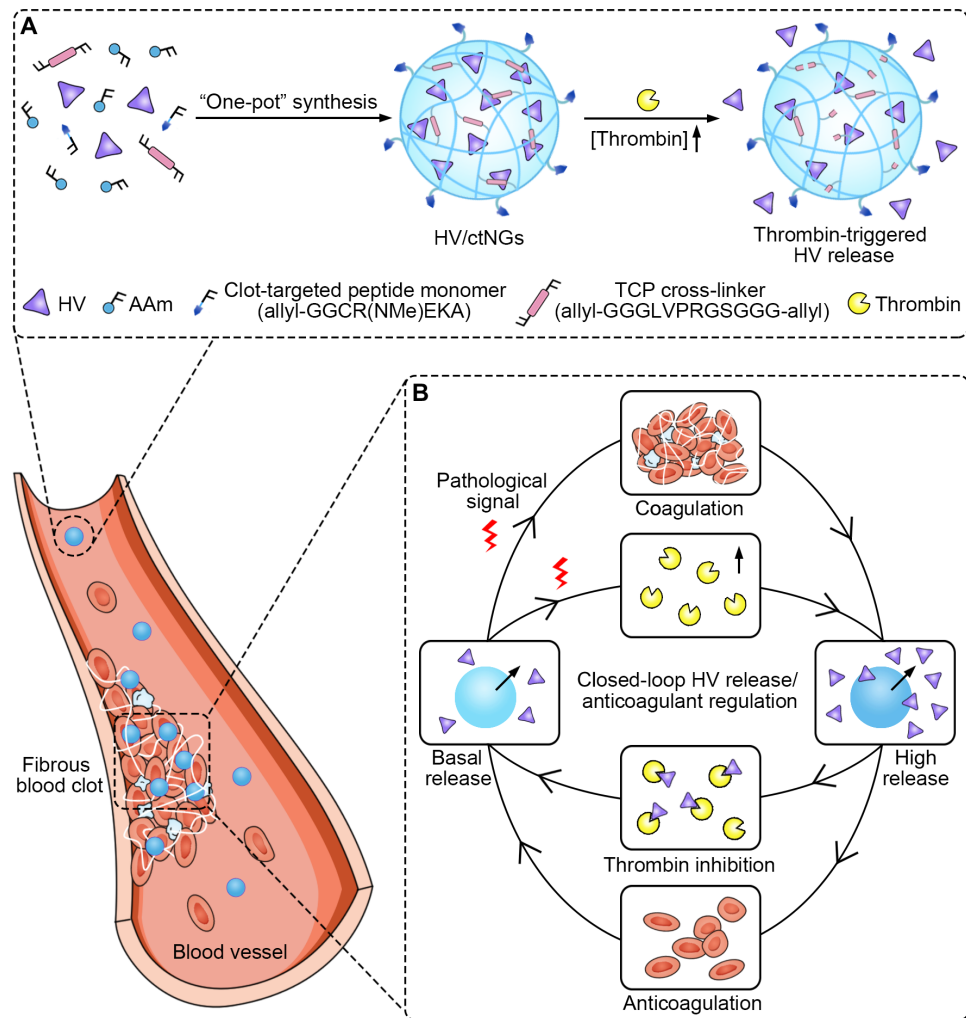 A
"One-pot" synthesis
[Thrombin]↑
HV/ctNGs
Thrombin-triggered
HV release
HV
AAm
Clot-targeted peptide monomer
(allyl-GGCR(NMe)EKA)
TCP cross-linker
(allyl-GGGLVPRGSGGG-allyl)
Thrombin
B
Pathological
signal
Coagulation
Closed-loop HV release/
anticoagulant regulation
Basal
release
High
release
Thrombin inhibition
Anticoagulation
Fibrous
blood clot
Blood vessel